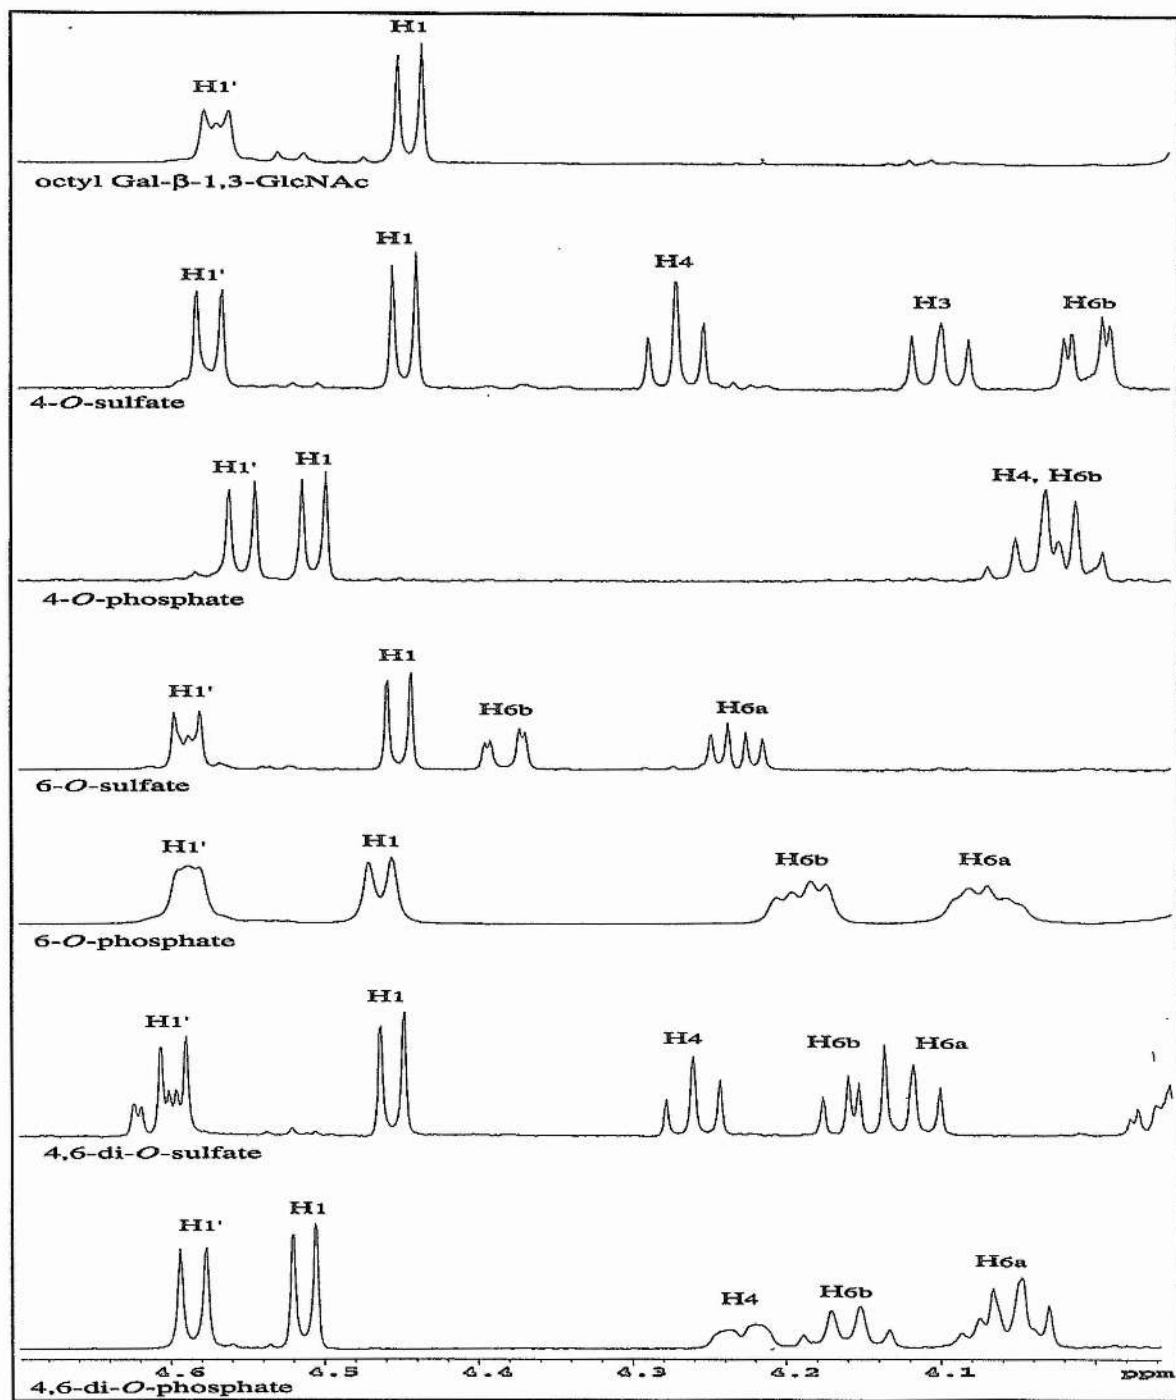 H1
H1'
octyl Gal-β-1,3-GlcNAc
H1' H1 H4 H3 H6b
4-O-sulfate
H1' H1 H4, H6b
4-O-phosphate
H1' H1 H6b H6a
6-O-sulfate
H1' H1 H6b H6a
6-O-phosphate
H1' H1 H4 H6b H6a
4,6-di-O-sulfate
H1' H1 H4 H6b H6a
4.6 4.5 4.4 4.3 4.2 4.1 ppm
4,6-di-O-phosphate